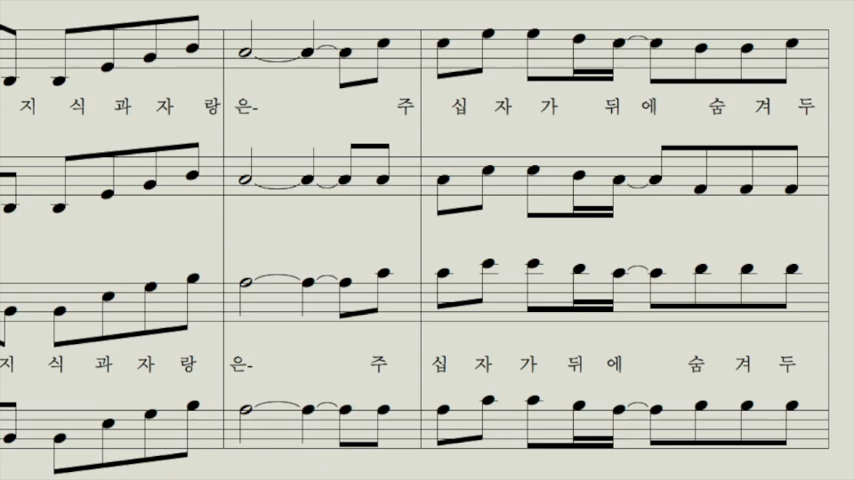 지 식 과 자 랑 은- 주 십 자 가 뒤 에 숨 겨 두
지 식 과 자 랑 은- 주 십 자 가 뒤 에 숨 겨 두